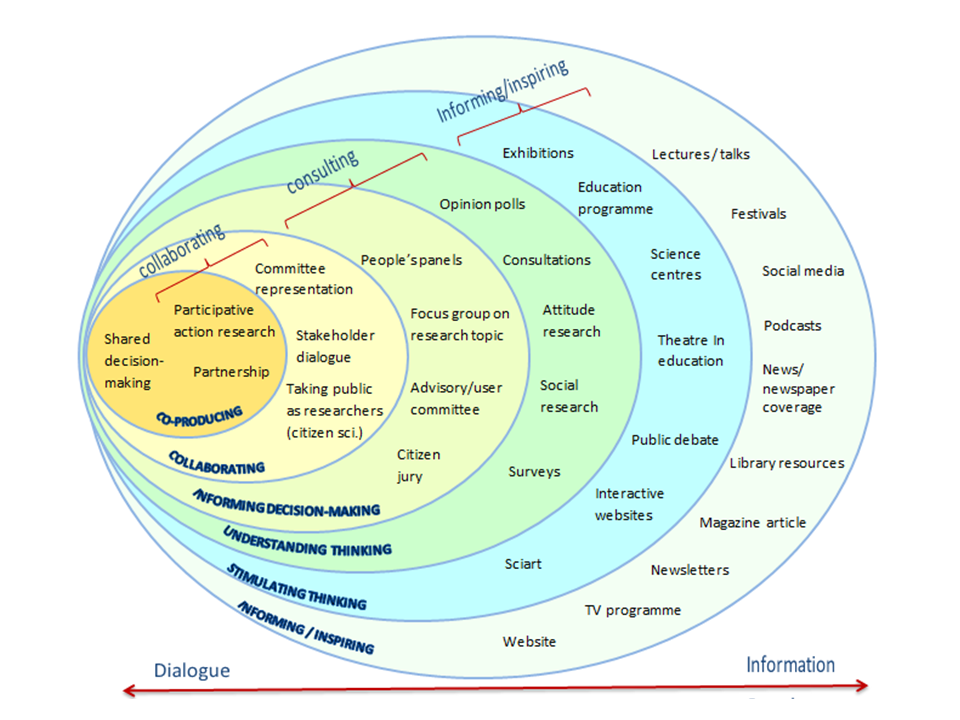 Informing/inspiring
consulting
collaborating
Exhibitions
Lectures / talks
Education
programme
Opinion polls
Festivals
Committee
representation
People's panels
Consultations
Science
centres
Social media
Participative
action research
Shared
decision-
making
Partnership
Stakeholder
dialogue
Focus group on
research topic
Attitude
research
Theatre In
education
Podcasts
News/
newspaper
coverage
Taking public
as researchers
(citizen sci.)
Advisory/user
committee
Social
research
Public debate
Citizen
jury
Surveys
Library resources
Interactive
websites
Magazine article
Sciart
Newsletters
TV programme
Website
CO-PRODUCING
COLLABORATING
INFORMING DECISION-MAKING
UNDERSTANDING THINKING
STIMULATING THINKING
INFORMING / INSPIRING
Dialogue
Information